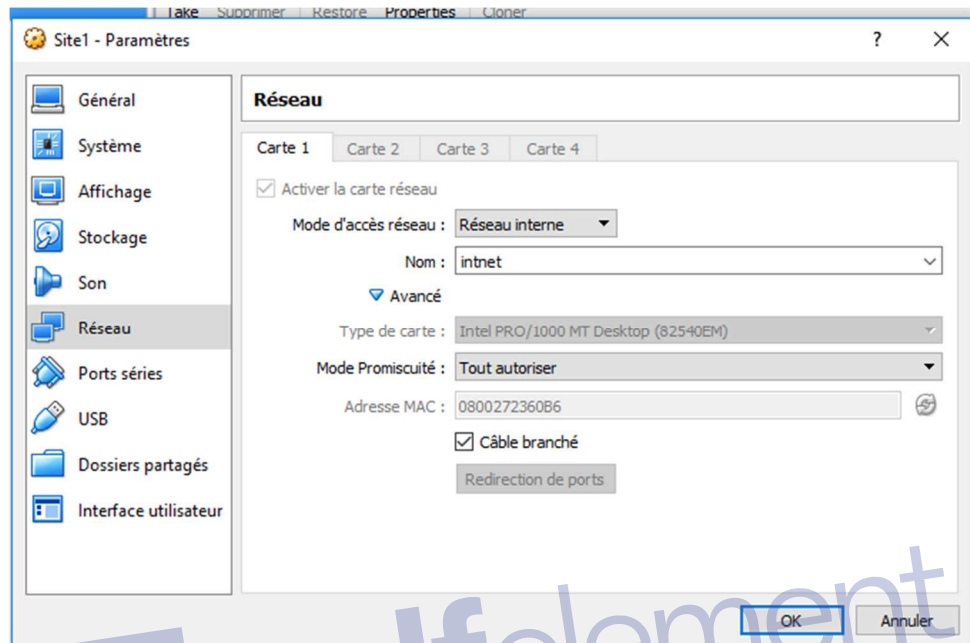 Take Supprimer Restore Properties Cloner
Site1 - Paramètres ?
Général
Système
Affichage
Stockage
Son
Réseau
Ports séries
USB
Dossiers partagés
Interface utilisateur
Réseau
Carte 1 Carte 2 Carte 3 Carte 4
Activer la carte réseau
Mode d'accès réseau : Réseau interne
Nom : intnet
Avancé
Type de carte : Intel PRO/1000 MT Desktop (82540EM)
Mode Promiscuité : Tout autoriser
Adresse MAC : 0800272360B6
Câble branché
Redirection de ports
OK Annuler